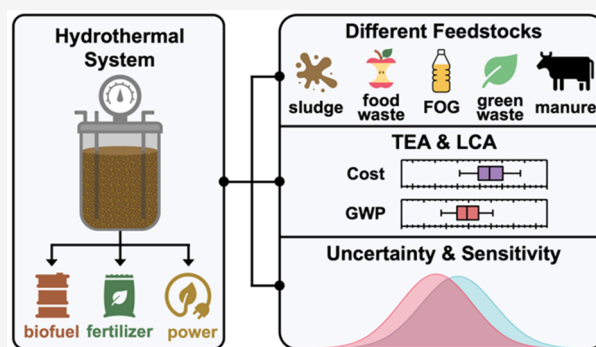 Hydrothermal
System
biofuel fertilizer power
Different Feedstocks
sludge food waste FOG green waste manure
TEA & LCA
Cost
GWP
Uncertainty & Sensitivity